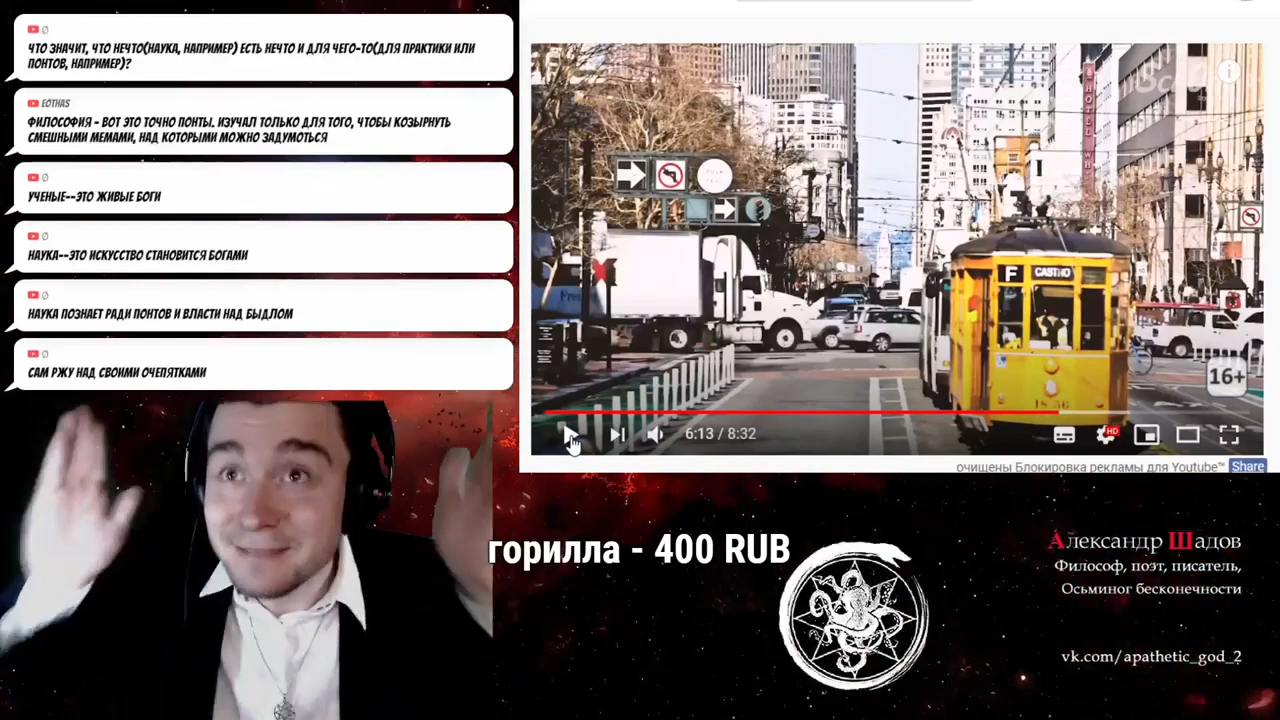 Ø
ЧТО ЗНАЧИТ, ЧТО НЕЧТО(НАУКА, НАПРИМЕР) ЕСТЬ НЕЧТО И ДЛЯ ЧЕГО-ТО(ДЛЯ ПРАКТИКИ ИЛИ
ПОНТОВ, НАПРИМЕР)?
EOTHAS
ФИЛОСОФИЯ - ВОТ ЭТО ТОЧНО ПОНТЫ. ИЗУЧАЛ ТОЛЬКО ДЛЯ ТОГО, ЧТОБЫ КОЗЫРНУТЬ
СМЕШНЫМИ МЕМАМИ, НАД КОТОРЫМИ МОЖНО ЗАДУМОТЬСЯ
Ø
УЧЕНЫЕ--ЭТО ЖИВЫЕ БОГИ
Ø
НАУКА--ЭТО ИСКУССТВО СТАНОВИТСЯ БОГАМИ
Ø
НАУКА ПОЗНАЕТ РАДИ ПОНТОВ И ВЛАСТИ НАД БЫДЛОМ
Ø
САМ РЖУ НАД СВОИМИ ОЧЕПЯТКАМИ
HOTEL WH
F CASTRO
1856
16+
6:13 / 8:32
HD
очищены Блокировка рекламы для Youtube™ Share
горилла - 400 RUB
Александр Шадов
Философ, поэт, писатель,
Осьминог бесконечности
vk.com/apathetic_god_2